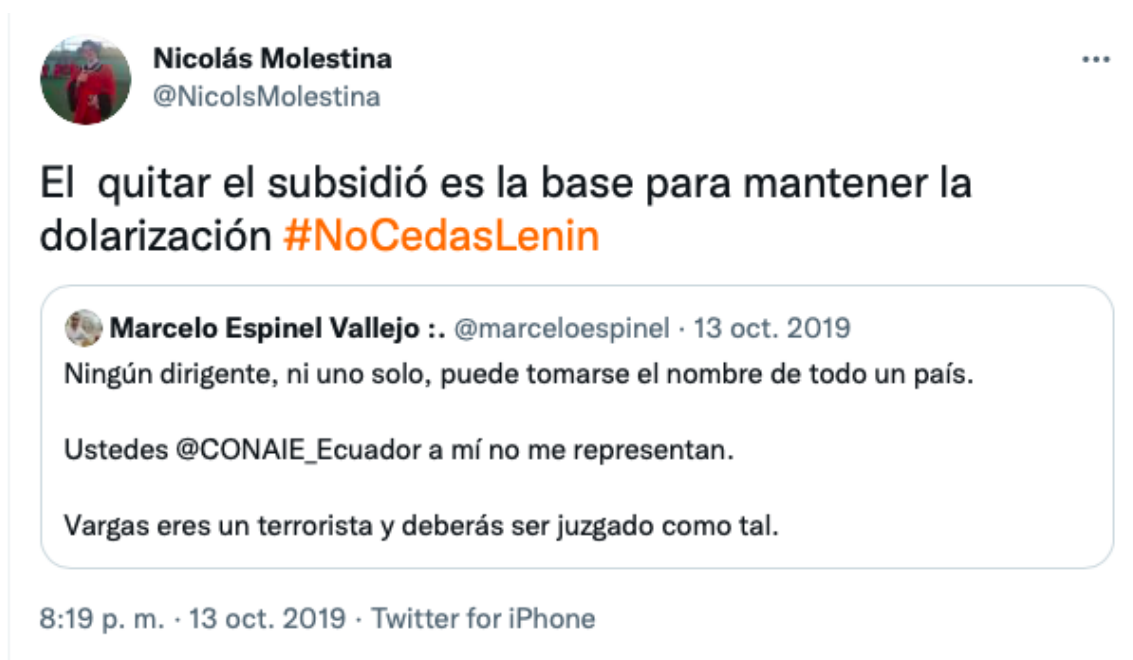 Nicolás Molestina
@NicolsMolestina
El  quitar el subsidió es la base para mantener la
dolarización #NoCedasLenin
Marcelo Espinel Vallejo :. @marceloespinel · 13 oct. 2019
Ningún dirigente, ni uno solo, puede tomarse el nombre de todo un país.
Ustedes @CONAIE_Ecuador a mí no me representan.
Vargas eres un terrorista y deberás ser juzgado como tal.
8:19 p. m. · 13 oct. 2019 · Twitter for iPhone